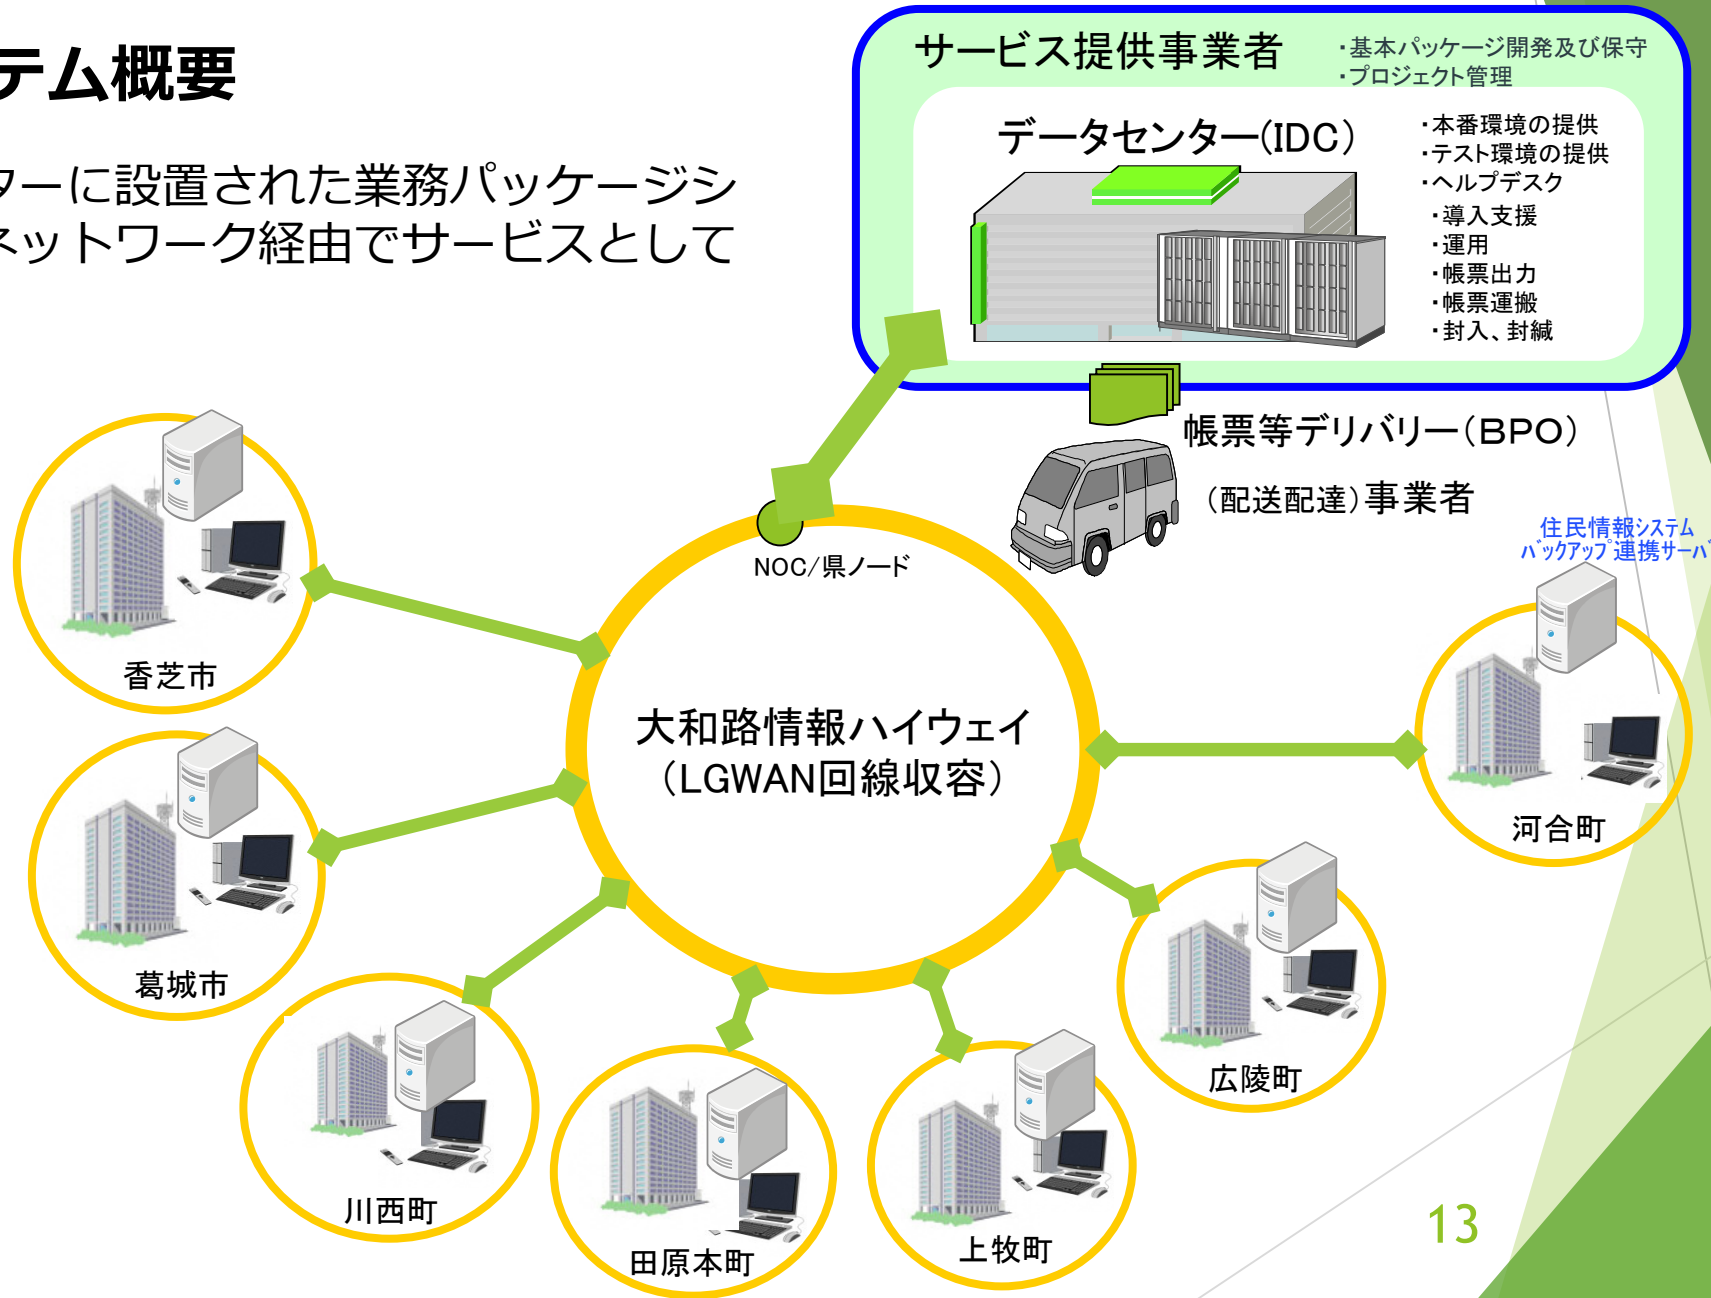 テム概要
ターに設置された業務パッケージシ
ネットワーク経由でサービスとして
サービス提供事業者
・基本パッケージ開発及び保守
・プロジェクト管理
データセンター(IDC)
・本番環境の提供
・テスト環境の提供
・ヘルプデスク
・導入支援
・運用
・帳票出力
・帳票運搬
・封入、封緘
帳票等デリバリー(BPO)
(配送配達)事業者
NOC/県ノード
住民情報システム
バックアップ連携サーバ
大和路情報ハイウェイ
(LGWAN回線収容)
香芝市
葛城市
川西町
田原本町
上牧町
広陵町
河合町
13